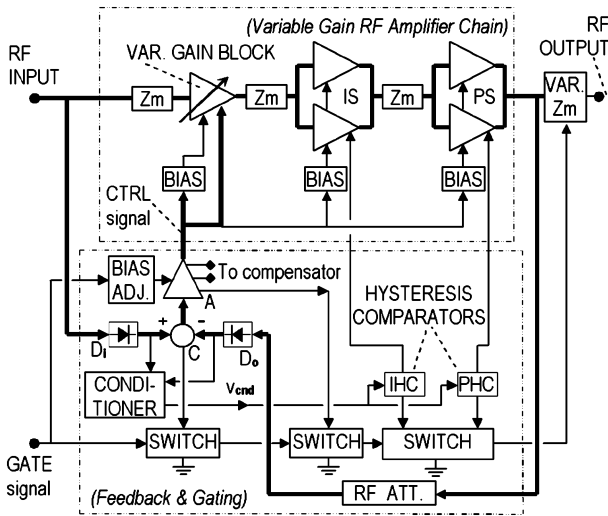 (Variable Gain RF Amplifier Chain)
RF
INPUT
VAR. GAIN BLOCK
RF
OUTPUT
Zm
Zm
IS
Zm
PS
VAR.
Zm
BIAS
BIAS
BIAS
CTRL
signal
BIAS
ADJ.
To compensator
A
HYSTERESIS
COMPARATORS
+
-
Di
C
Do
CONDI-
TIONER
Vcnd
IHC
PHC
SWITCH
SWITCH
SWITCH
GATE
signal
RF ATT.
(Feedback & Gating)